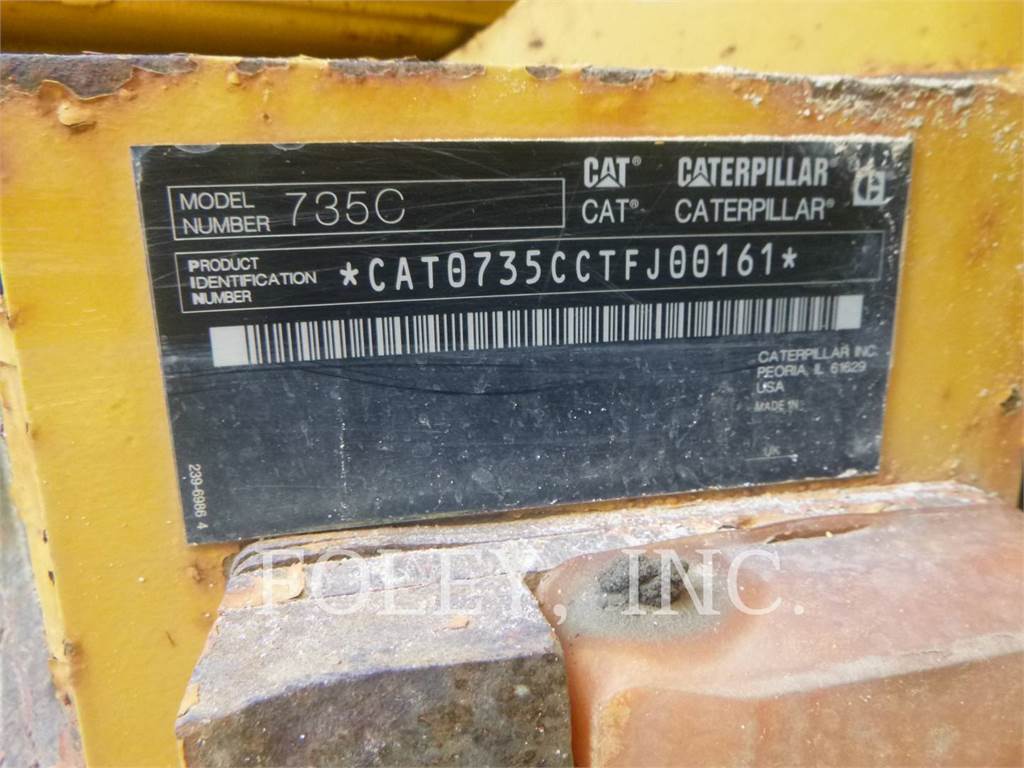 CAT® CATERPILLAR®
MODEL NUMBER 735C
CAT® CATERPILLAR®
PRODUCT IDENTIFICATION NUMBER *CAT0735CCTFJ00161*
CATERPILLAR INC.
PEORIA, IL 61629
USA
MADE IN
UK
239-6986 4
FOLEY, INC.